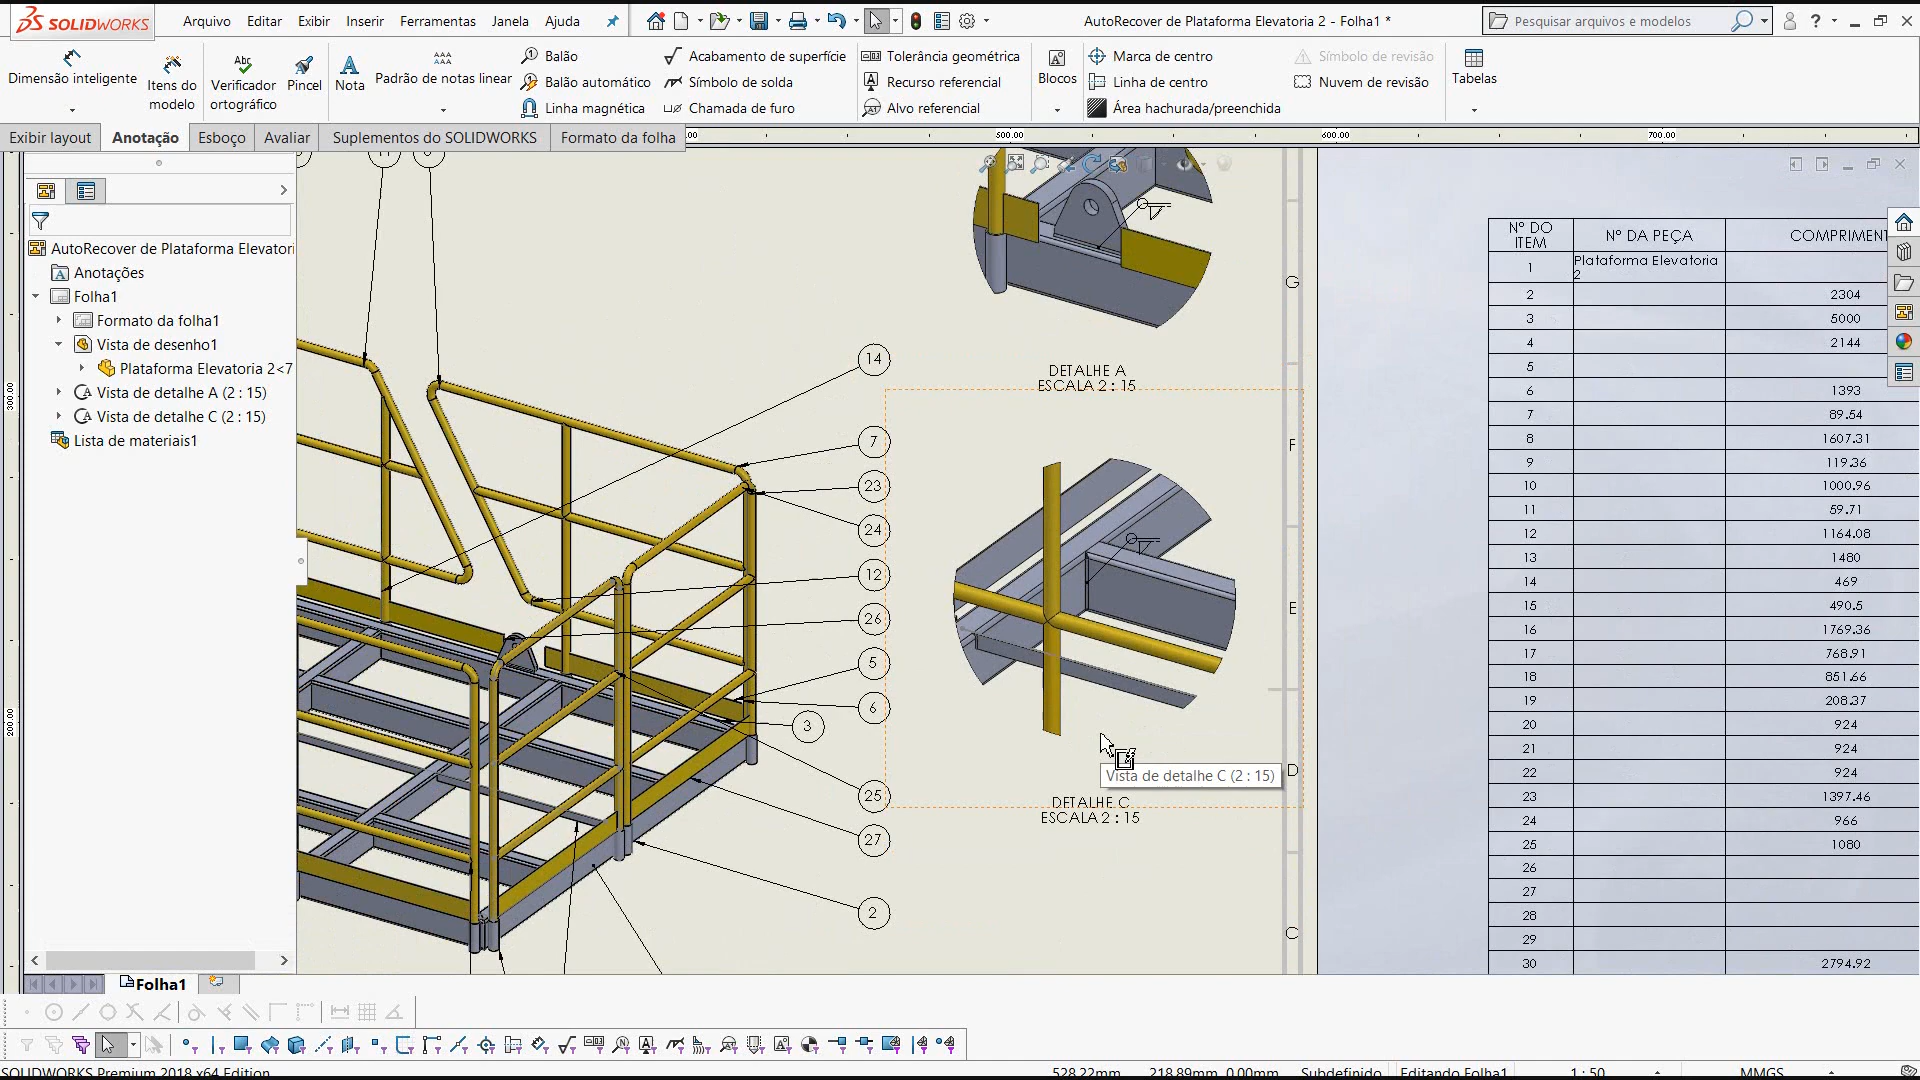 SOLIDWORKS
Arquivo Editar Exibir Inserir Ferramentas Janela Ajuda
AutoRecover de Plataforma Elevatoria 2 - Folha1 *
Pesquisar arquivos e modelos
Dimensão inteligente
Itens do modelo
Verificador ortográfico
Pincel
Nota
Padrão de notas linear
Balão
Balão automático
Linha magnética
Acabamento de superfície
Símbolo de solda
Chamada de furo
Tolerância geométrica
Recurso referencial
Alvo referencial
Blocos
Marca de centro
Linha de centro
Área hachurada/preenchida
Símbolo de revisão
Nuvem de revisão
Tabelas
Exibir layout Anotação Esboço Avaliar Suplementos do SOLIDWORKS Formato da folha
500.00 600.00 700.00
300.00
200.00
AutoRecover de Plataforma Elevatori
Anotações
Folha1
Formato da folha1
Vista de desenho1
Plataforma Elevatoria 2<7
Vista de detalhe A (2 : 15)
Vista de detalhe C (2 : 15)
Lista de materiais1
14
7
23
24
12
26
5
6
3
25
27
2
DETALHE A
ESCALA 2 : 15
DETALHE C
ESCALA 2 : 15
Vista de detalhe C (2 : 15)
G
F
E
D
C
Nº DO ITEM Nº DA PEÇA COMPRIMENT
1 Plataforma Elevatoria 2
2 2304
3 5000
4 2144
5
6 1393
7 89.54
8 1607.31
9 119.36
10 1000.96
11 59.71
12 1164.08
13 1480
14 469
15 490.5
16 1769.36
17 768.91
18 851.66
19 208.37
20 924
21 924
22 924
23 1397.46
24 966
25 1080
26
27
28
29
30 2794.92
Folha1
SOLIDWORKS Premium 2018 x64 Edition
528.22mm 218.89mm 0.00mm Subdefinido Editando Folha1 1 : 50 MMGS